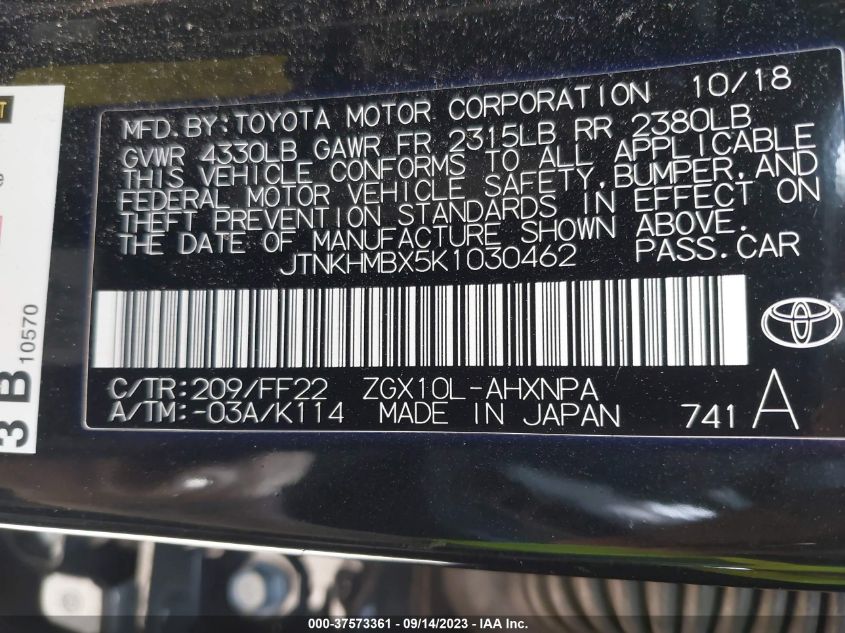 MFD. BY: TOYOTA MOTOR CORPORATION 10/18
GVWR 4330LB GAWR FR 2315LB RR 2380LB
THIS VEHICLE CONFORMS TO ALL APPLICABLE
FEDERAL MOTOR VEHICLE SAFETY, BUMPER, AND
THEFT PREVENTION STANDARDS IN EFFECT ON
THE DATE OF MANUFACTURE SHOWN ABOVE.
JTNKHMBX5K1030462 PASS.CAR
C/TR: 209/FF22 ZGX10L-AHXNPA
A/TM: -03A/K114 MADE IN JAPAN 741 A
3 B 10570
000-37573361 - 09/14/2023 - IAA Inc.